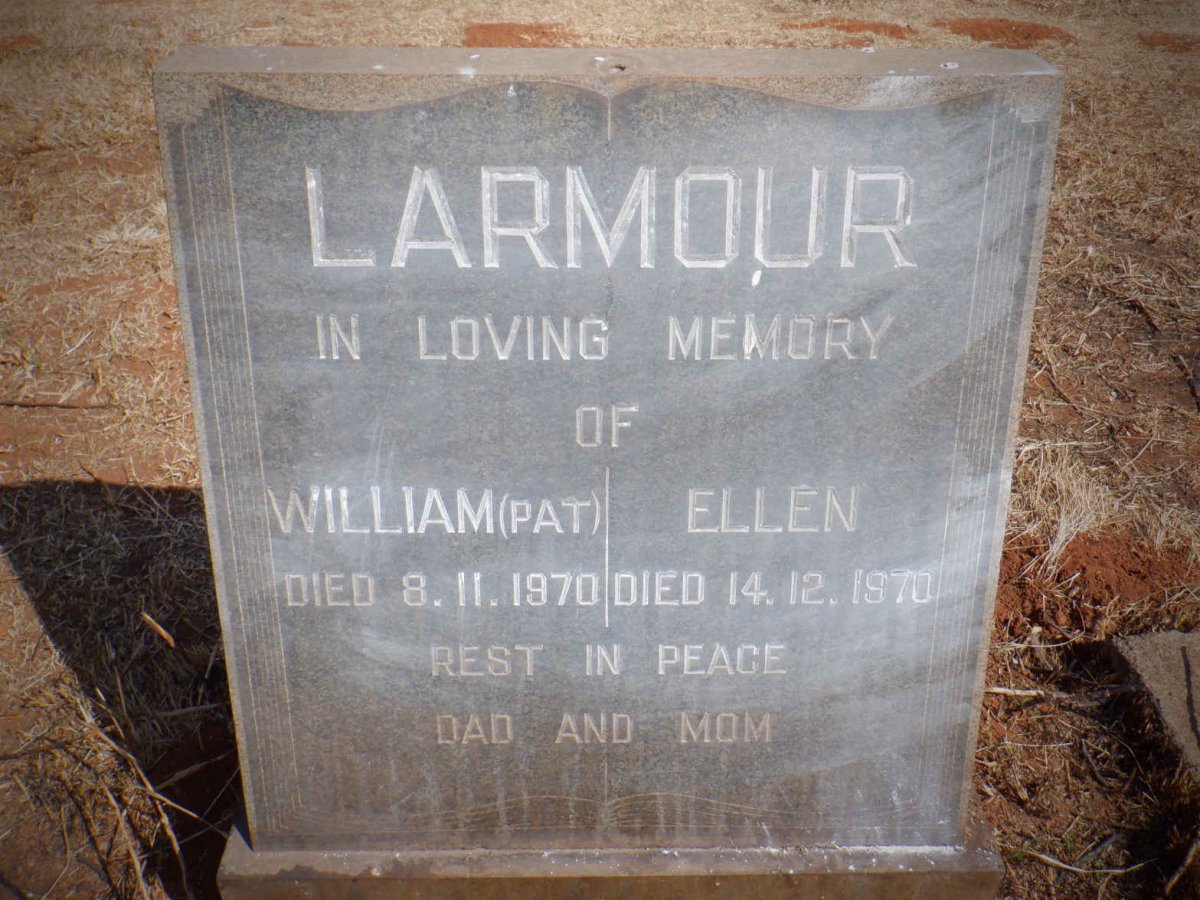 LARMOUR
IN LOVING MEMORY
OF
WILLIAM (PAT) ELLEN
DIED 8.11.1970 DIED 14.12.1970
REST IN PEACE
DAD AND MOM